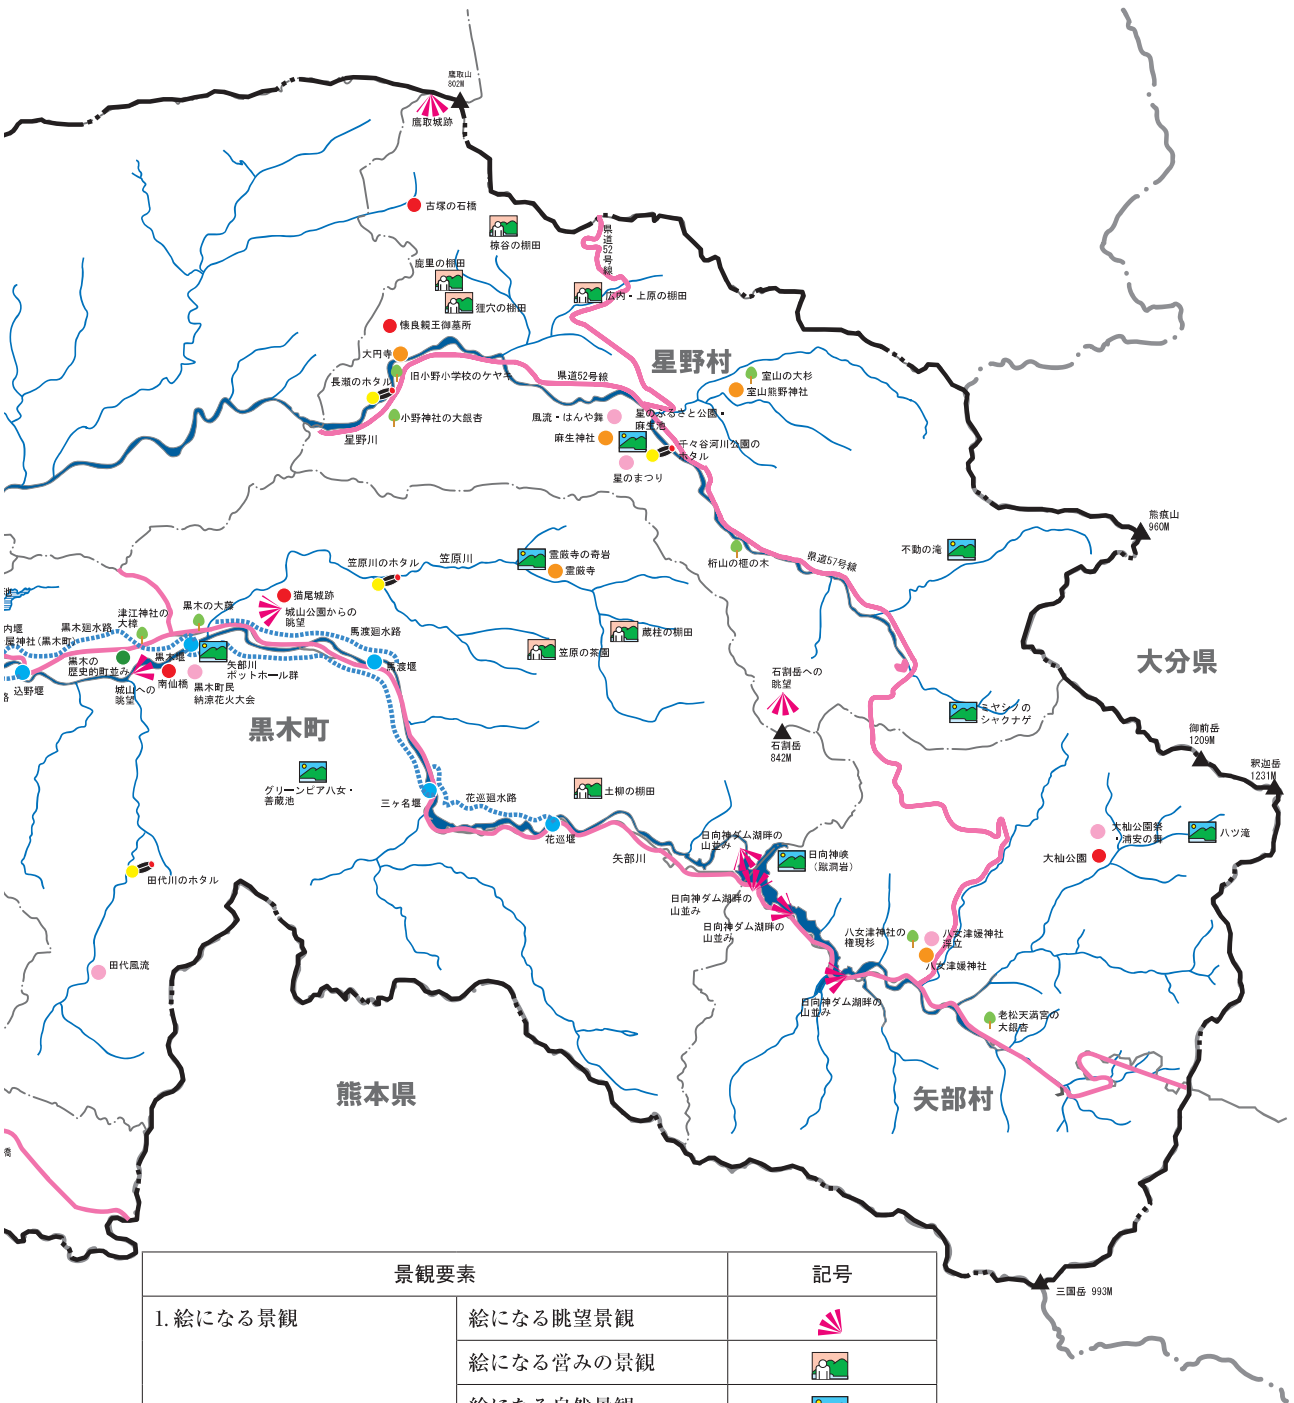 鷹取山
802M
鷹取城跡
古塚の石橋
椋谷の棚田
県道52号線
鹿里の棚田
狸穴の棚田
広内・上原の棚田
懐良親王御墓所
大円寺
旧小野小学校のケヤキ
長瀬のホタル
小野神社の大銀杏
星野川
県道52号線
星野村
室山の大杉
室山熊野神社
風流・はんや舞
星のふるさと公園・
麻生池
麻生神社
千々谷河川公園の
ホタル
星のまつり
熊渡山
960M
桁山の榧の木
県道57号線
不動の滝
笠原川のホタル
笠原川
霊厳寺の奇岩
霊厳寺
猫尾城跡
城山公園からの
眺望
津江神社の
大樟
黒木の大藤
黒木廻水路
馬渡廻水路
内堰
屋神社(黒木町)
黒木の
歴史的町並み
黒木堰
矢部川
ポットホール群
馬渡堰
込野堰
城山への
眺望
南仙橋
黒木町民
納涼花火大会
蔵柱の棚田
笠原の茶園
石割岳への
眺望
石割岳
842M
ミヤシノの
シャクナゲ
大分県
御前岳
1209M
釈迦岳
1231M
黒木町
グリーンピア八女・
善蔵池
三ヶ名堰
花巡廻水路
花巡堰
土柳の棚田
矢部川
日向神ダム湖畔の
山並み
日向神峡
(蹴洞岩)
日向神ダム湖畔の
山並み
日向神ダム湖畔の
山並み
日向神ダム湖畔の
山並み
大杣公園祭
・浦安の舞
大杣公園
八ツ滝
田代川のホタル
田代風流
八女津神社の
権現杉
八女津媛神社
浮立
八女津媛神社
老松天満宮の
大銀杏
熊本県
矢部村
橋
三国岳 993M
景観要素
記号
1. 絵になる景観
絵になる眺望景観
絵になる営みの景観
絵になる自然景観